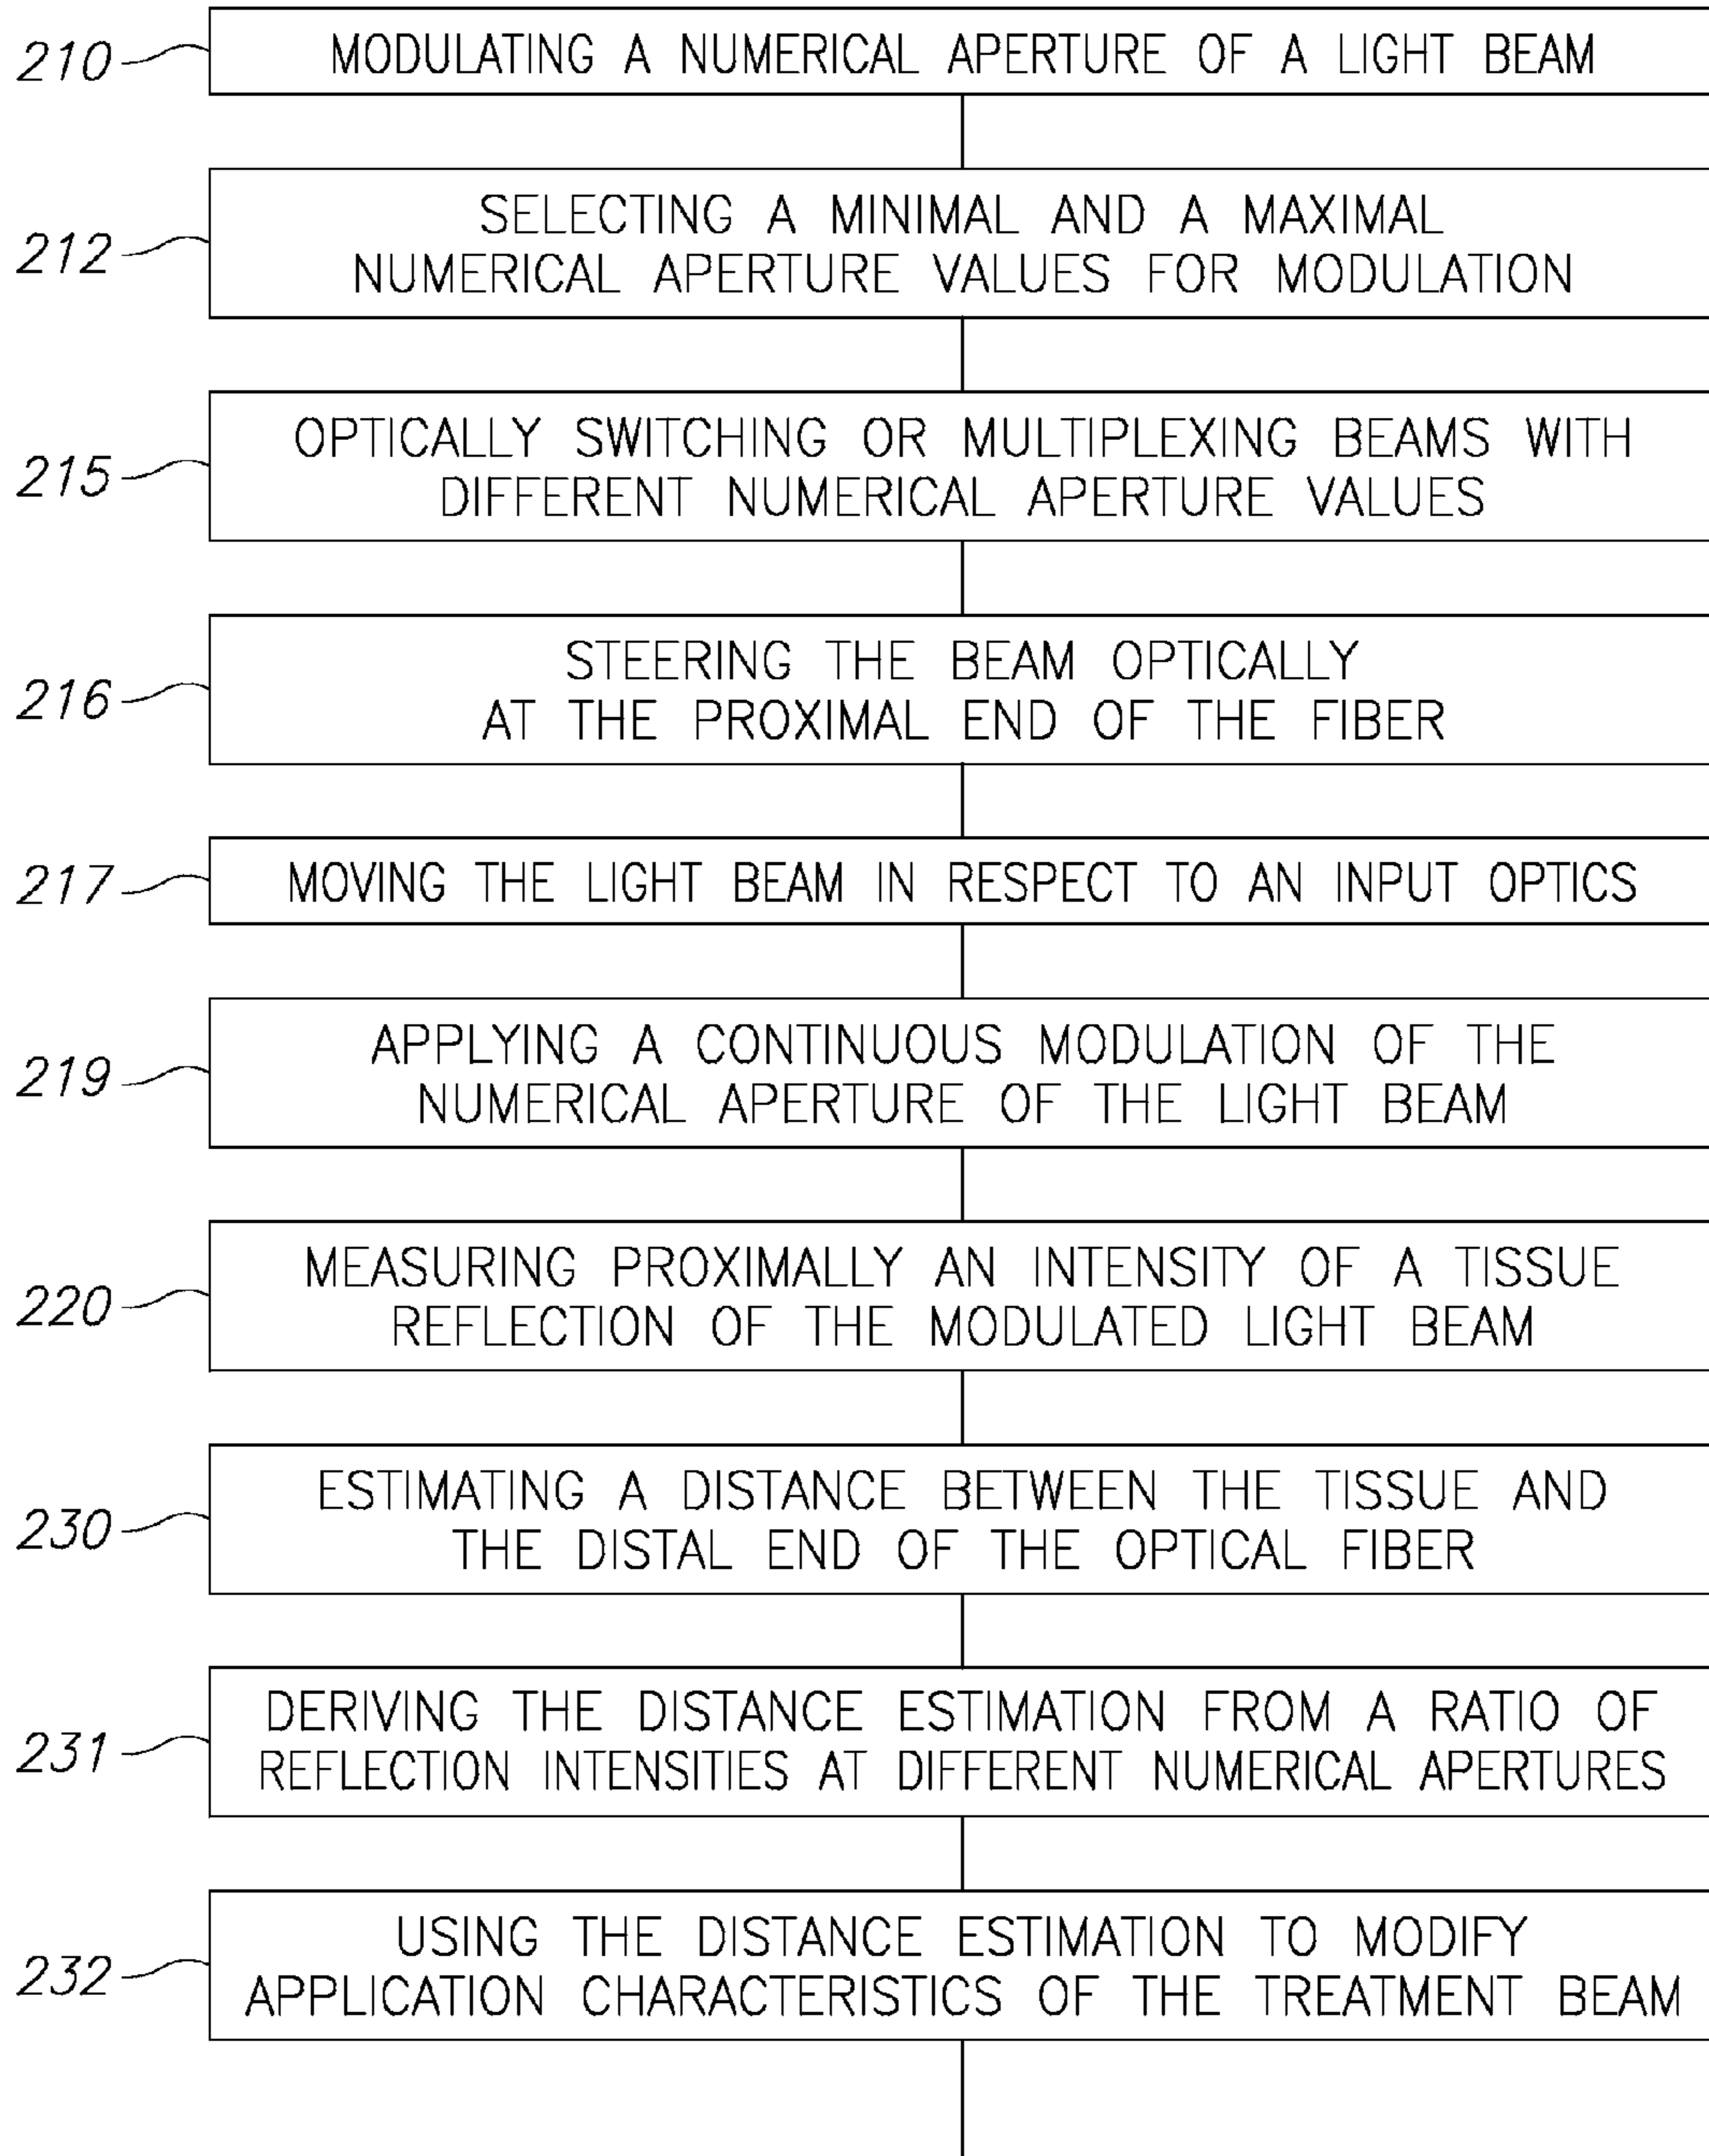 210
MODULATING A NUMERICAL APERTURE OF A LIGHT BEAM
212
SELECTING A MINIMAL AND A MAXIMAL
NUMERICAL APERTURE VALUES FOR MODULATION
215
OPTICALLY SWITCHING OR MULTIPLEXING BEAMS WITH
DIFFERENT NUMERICAL APERTURE VALUES
216
STEERING THE BEAM OPTICALLY
AT THE PROXIMAL END OF THE FIBER
217
MOVING THE LIGHT BEAM IN RESPECT TO AN INPUT OPTICS
219
APPLYING A CONTINUOUS MODULATION OF THE
NUMERICAL APERTURE OF THE LIGHT BEAM
220
MEASURING PROXIMALLY AN INTENSITY OF A TISSUE
REFLECTION OF THE MODULATED LIGHT BEAM
230
ESTIMATING A DISTANCE BETWEEN THE TISSUE AND
THE DISTAL END OF THE OPTICAL FIBER
231
DERIVING THE DISTANCE ESTIMATION FROM A RATIO OF
REFLECTION INTENSITIES AT DIFFERENT NUMERICAL APERTURES
232
USING THE DISTANCE ESTIMATION TO MODIFY
APPLICATION CHARACTERISTICS OF THE TREATMENT BEAM